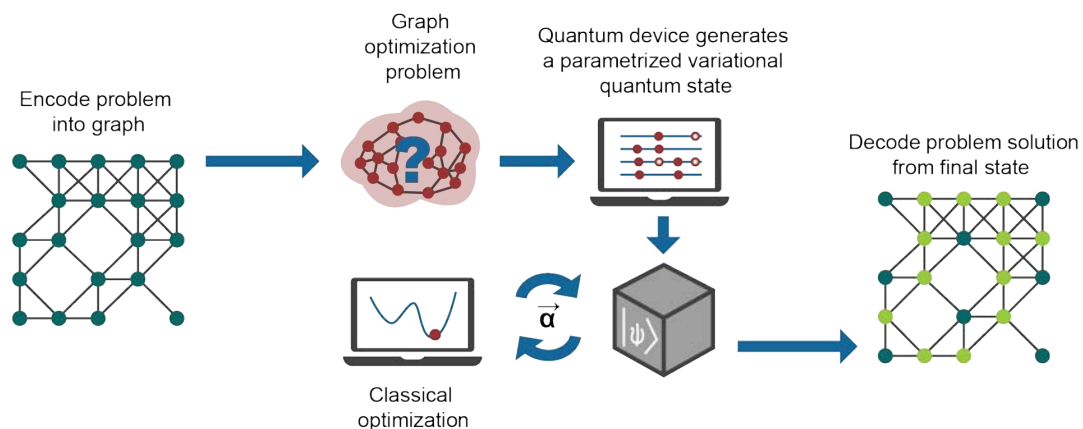 Encode problem
into graph
Graph
optimization
problem
?
Quantum device generates
a parametrized variational
quantum state
Classical
optimization
α⃗
|ψ⟩
Decode problem solution
from final state